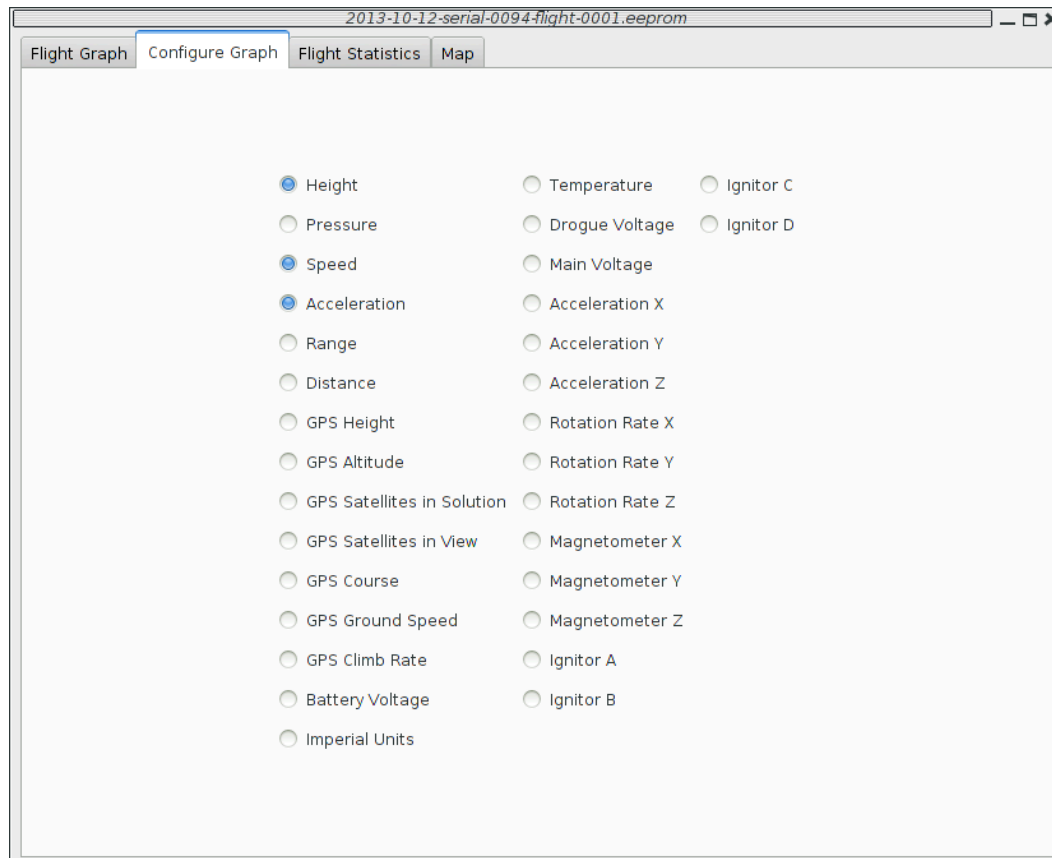 2013-10-12-serial-0094-flight-0001.eeprom
Flight Graph Configure Graph Flight Statistics Map
Height Temperature Ignitor C
Pressure Drogue Voltage Ignitor D
Speed Main Voltage
Acceleration Acceleration X
Range Acceleration Y
Distance Acceleration Z
GPS Height Rotation Rate X
GPS Altitude Rotation Rate Y
GPS Satellites in Solution Rotation Rate Z
GPS Satellites in View Magnetometer X
GPS Course Magnetometer Y
GPS Ground Speed Magnetometer Z
GPS Climb Rate Ignitor A
Battery Voltage Ignitor B
Imperial Units